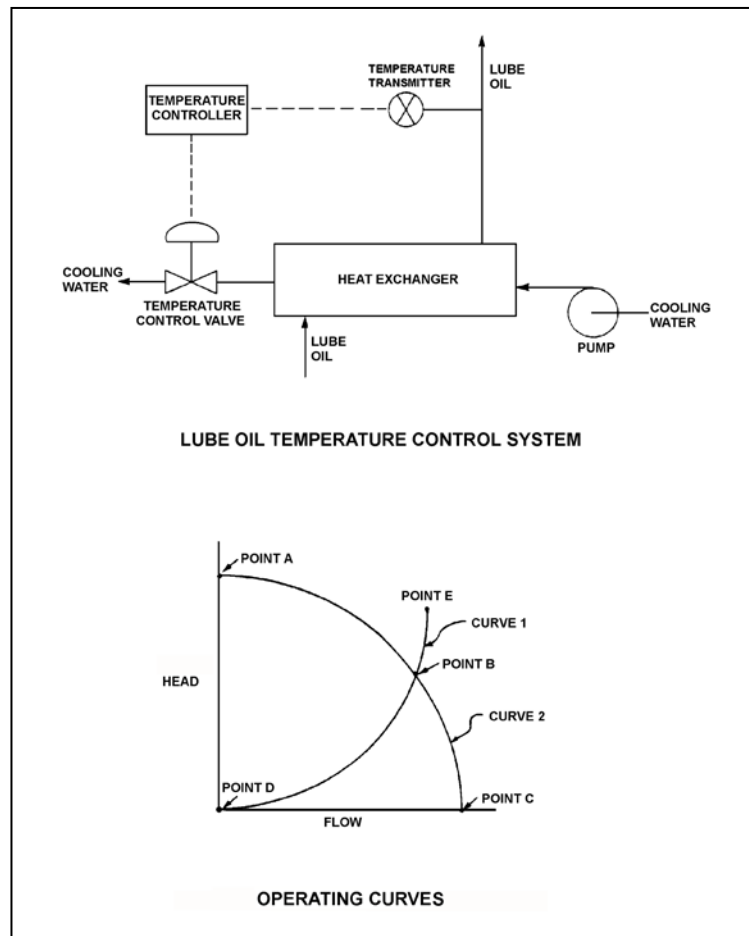 LUBE
OIL
TEMPERATURE
TRANSMITTER
TEMPERATURE
CONTROLLER
HEAT EXCHANGER
COOLING
WATER
TEMPERATURE
CONTROL VALVE
LUBE
OIL
COOLING
WATER
PUMP
LUBE OIL TEMPERATURE CONTROL SYSTEM
POINT A
POINT E
CURVE 1
POINT B
HEAD
CURVE 2
POINT D
POINT C
FLOW
OPERATING CURVES